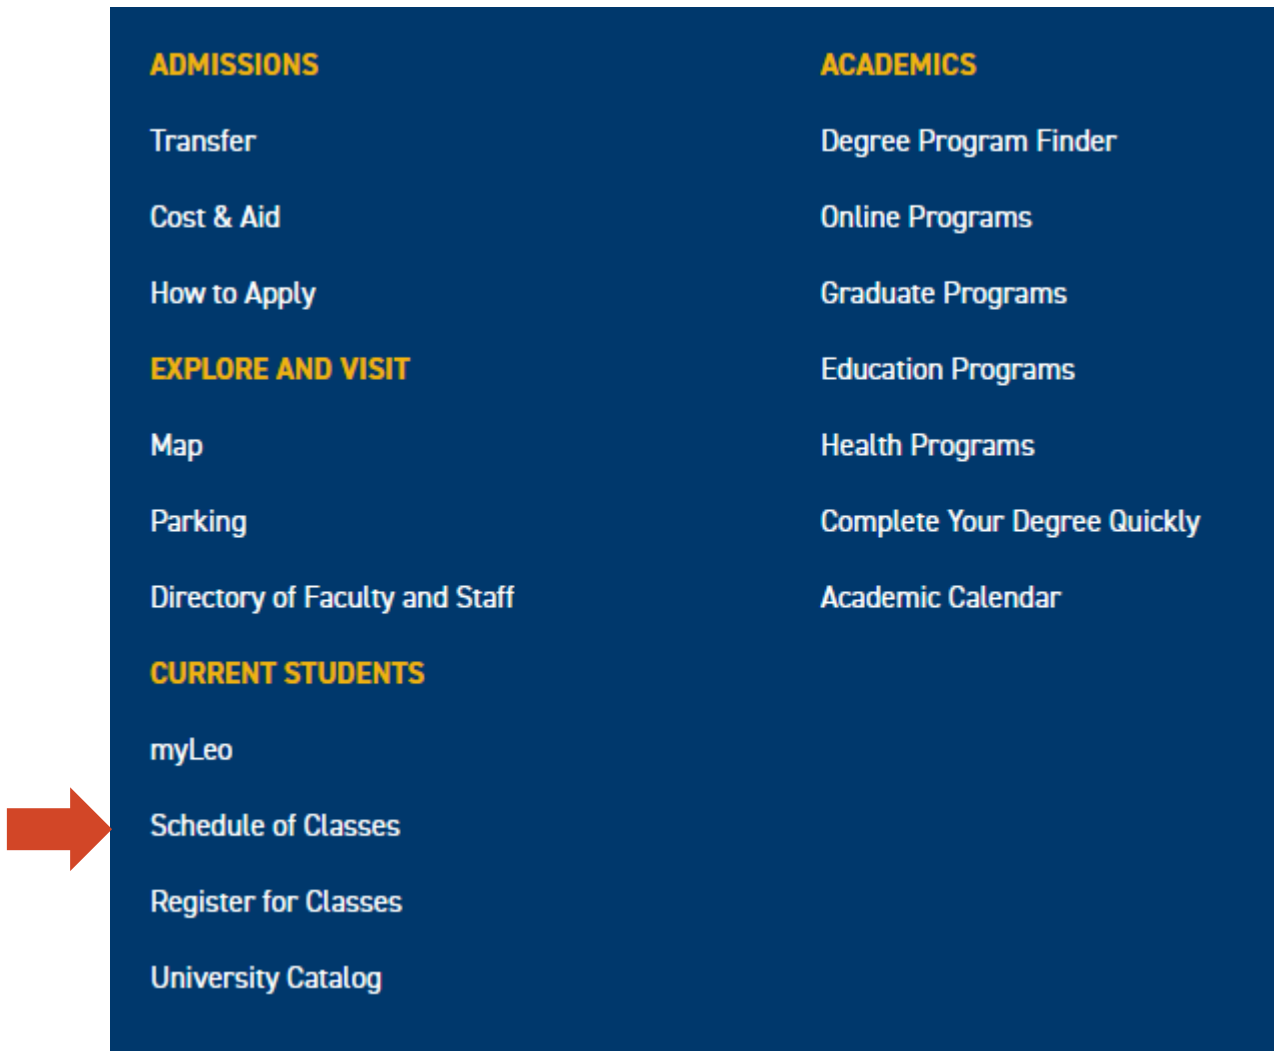 ADMISSIONS
Transfer
Cost & Aid
How to Apply
EXPLORE AND VISIT
Map
Parking
Directory of Faculty and Staff
CURRENT STUDENTS
myLeo
Schedule of Classes
Register for Classes
University Catalog
ACADEMICS
Degree Program Finder
Online Programs
Graduate Programs
Education Programs
Health Programs
Complete Your Degree Quickly
Academic Calendar